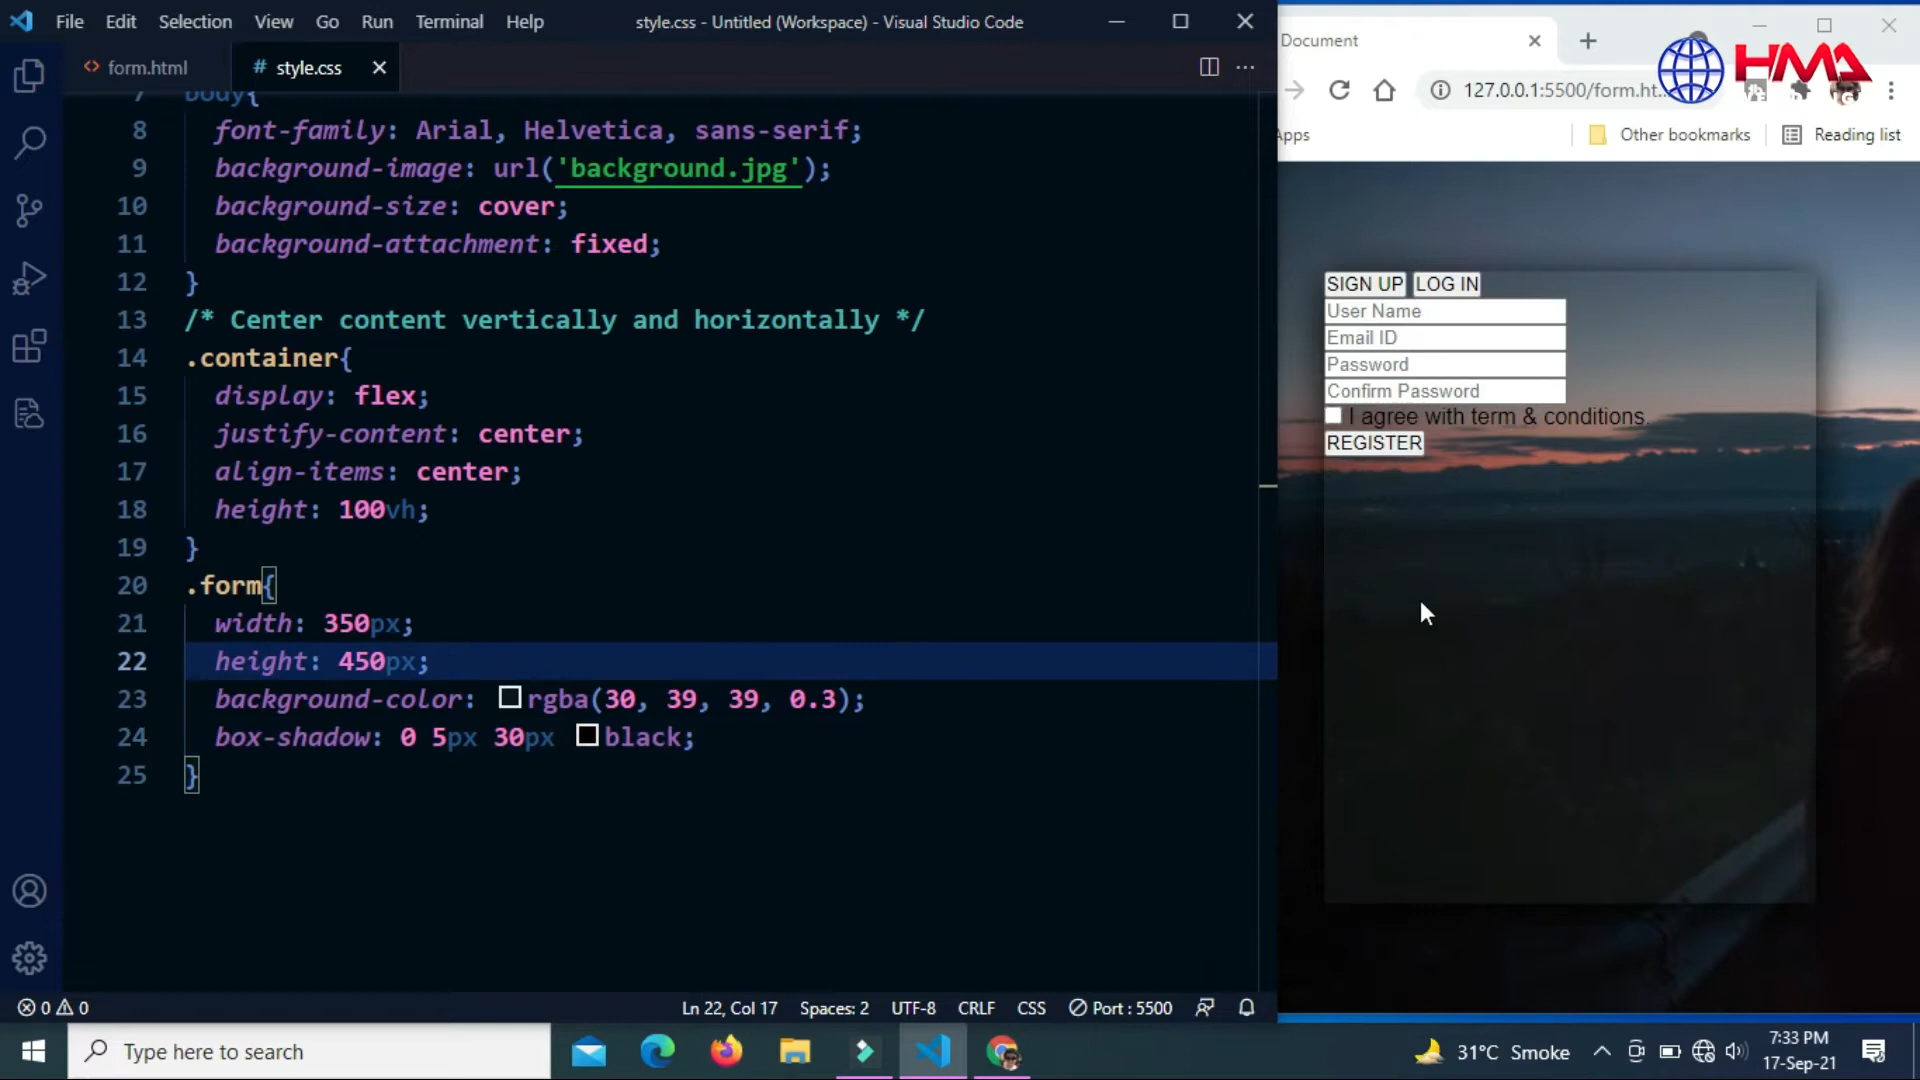 File Edit Selection View Go Run Terminal Help
style.css - Untitled (Workspace) - Visual Studio Code
<> form.html
# style.css
7 body{
8 font-family: Arial, Helvetica, sans-serif;
9 background-image: url('background.jpg');
10 background-size: cover;
11 background-attachment: fixed;
12 }
13 /* Center content vertically and horizontally */
14 .container{
15 display: flex;
16 justify-content: center;
17 align-items: center;
18 height: 100vh;
19 }
20 .form{
21 width: 350px;
22 height: 450px;
23 background-color: rgba(30, 39, 39, 0.3);
24 box-shadow: 0 5px 30px black;
25 }
0 0
Ln 22, Col 17 Spaces: 2 UTF-8 CRLF CSS Port : 5500
Document
HMA
127.0.0.1:5500/form.ht...
Apps
Other bookmarks Reading list
SIGN UP LOG IN
User Name
Email ID
Password
Confirm Password
I agree with term & conditions.
REGISTER
Type here to search
31°C Smoke
7:33 PM
17-Sep-21